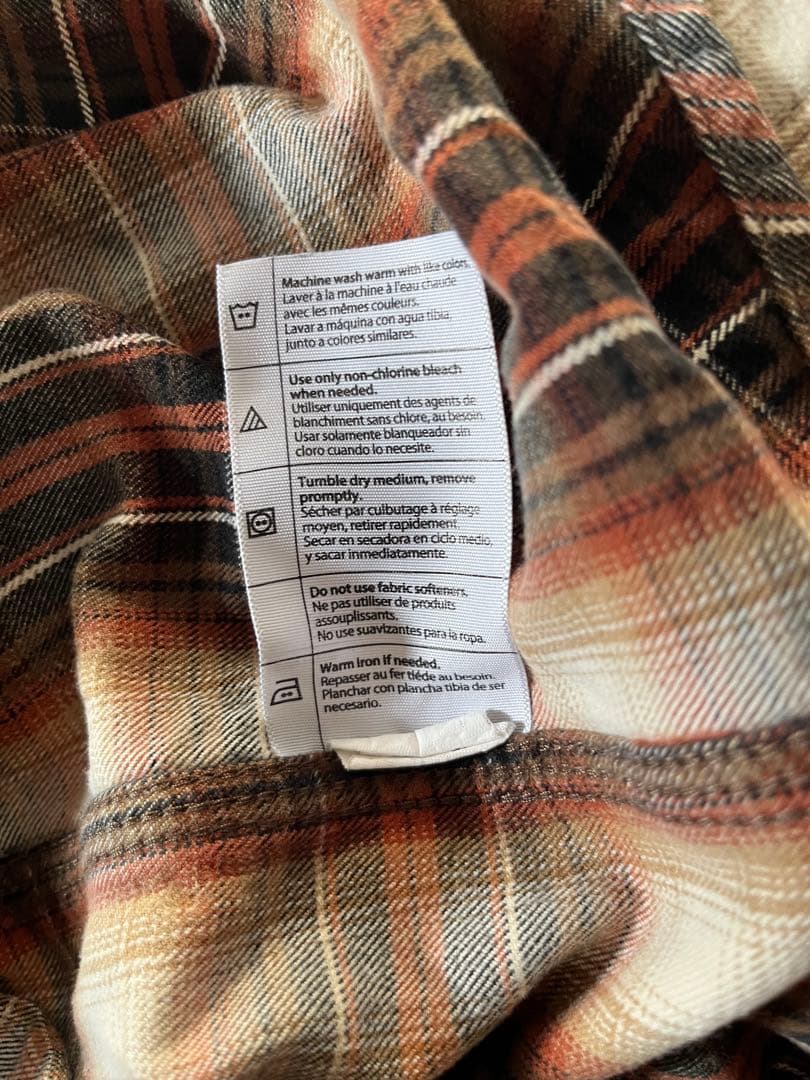 Machine wash warm with like colors.
Laver à la machine à l'eau chaude
avec les mêmes couleurs.
Lavar a máquina con agua tibia,
junto a colores similares.
Use only non-chlorine bleach
when needed.
Utiliser uniquement des agents de
blanchiment sans chlore, au besoin.
Usar solamente blanqueador sin
cloro cuando lo necesite.
Tumble dry medium, remove
promptly.
Sécher par culbutage à réglage
moyen, retirer rapidement.
Secar en secadora en ciclo medio,
y sacar inmediatamente.
Do not use fabric softeners.
Ne pas utiliser de produits
assouplissants.
No use suavizantes para la ropa.
Warm iron if needed.
Repasser au fer tiéde au besoin.
Planchar con plancha tibia de ser
necesario.